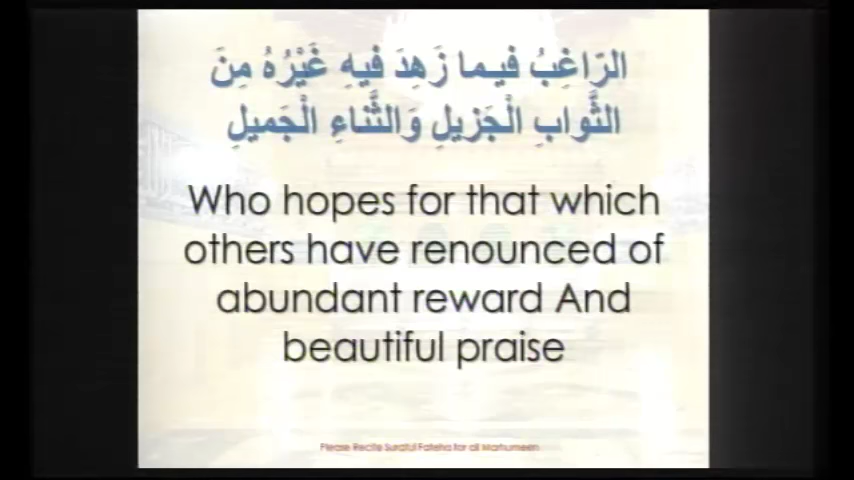 الرّاغِبُ فيـما زَهِدَ فيهِ غَيْرُهُ مِنَ
الثَّوابِ الْجَزيلِ وَالثَّناءِ الْجَميلِ
Who hopes for that which
others have renounced of
abundant reward And
beautiful praise
Please Recite Suratul Fateha for all Marhumeen